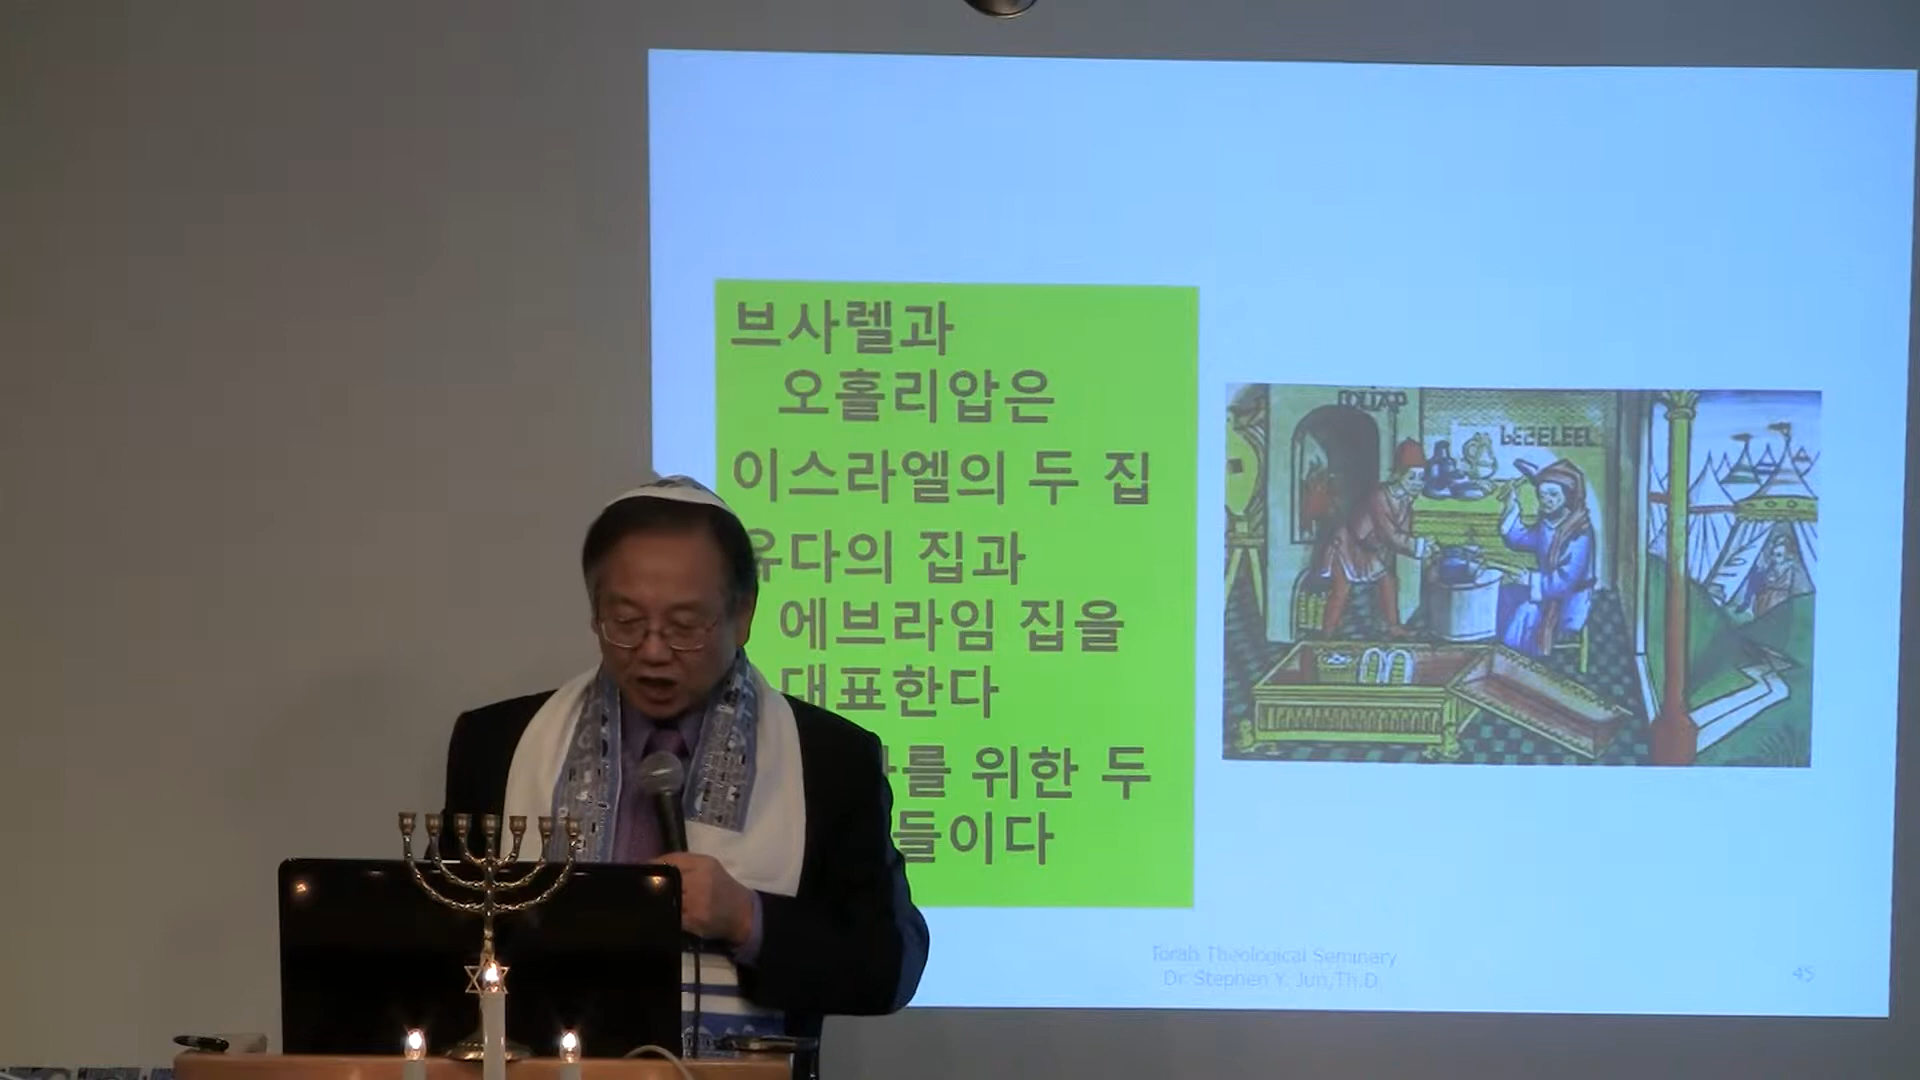 브사렐과
오홀리압은
이스라엘의 두 집
유다의 집과
에브라임 집을
대표한다
를 위한 두
들이다
BEZELEEL
Torah Theological Seminary
Dr. Stephen Y. Jun,Th.D.
45